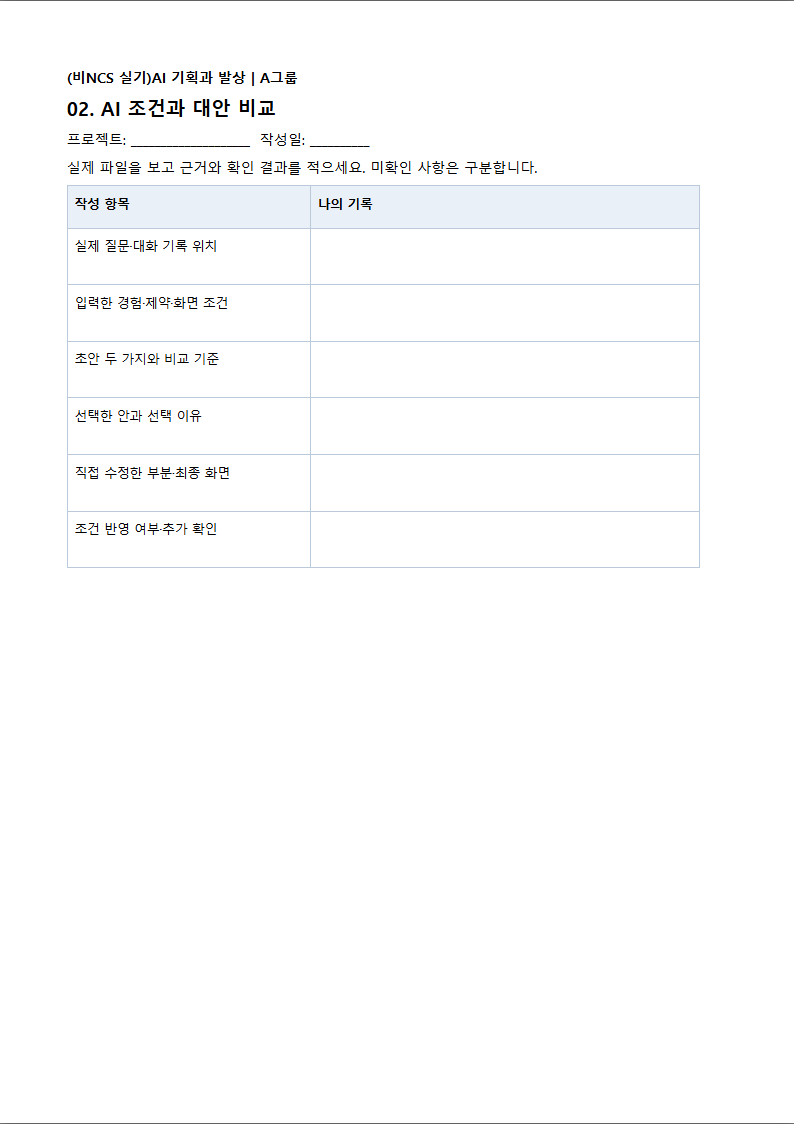 (비NCS 실기)AI 기획과 발상 | A그룹
02. AI 조건과 대안 비교
프로젝트: _________________ 작성일: _________
실제 파일을 보고 근거와 확인 결과를 적으세요. 미확인 사항은 구분합니다.
작성 항목 나의 기록
실제 질문·대화 기록 위치
입력한 경험·제약·화면 조건
초안 두 가지와 비교 기준
선택한 안과 선택 이유
직접 수정한 부분·최종 화면
조건 반영 여부·추가 확인